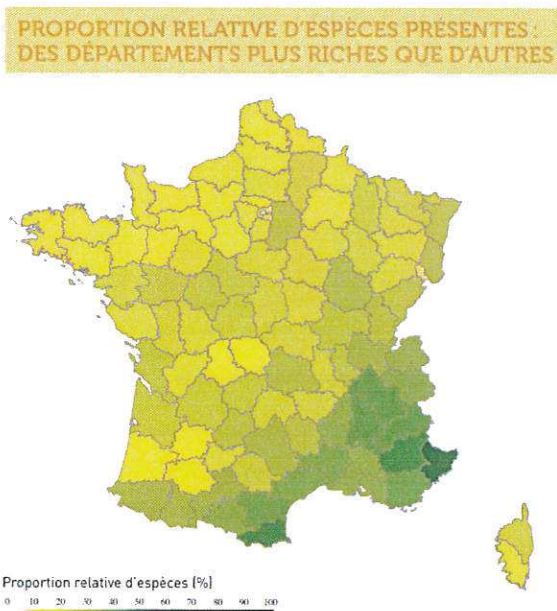 PROPORTION RELATIVE D'ESPÈCES PRÉSENTES :
DES DÉPARTEMENTS PLUS RICHES QUE D'AUTRES
Proportion relative d'espèces (%)
0 10 20 30 40 50 60 70 80 90 100